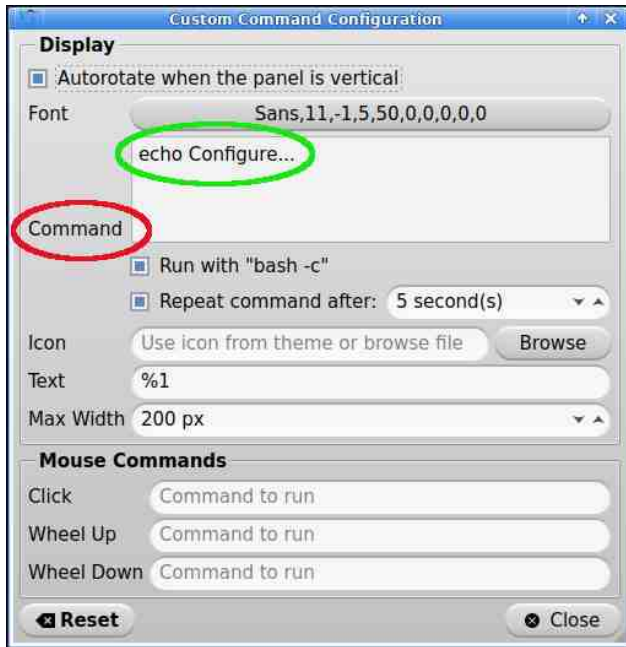 Custom Command Configuration
Display
Autorotate when the panel is vertical
Font Sans,11,-1,5,50,0,0,0,0,0
echo Configure...
Command
Run with "bash -c"
Repeat command after: 5 second(s)
Icon Use icon from theme or browse file Browse
Text %1
Max Width 200 px
Mouse Commands
Click Command to run
Wheel Up Command to run
Wheel Down Command to run
Reset Close